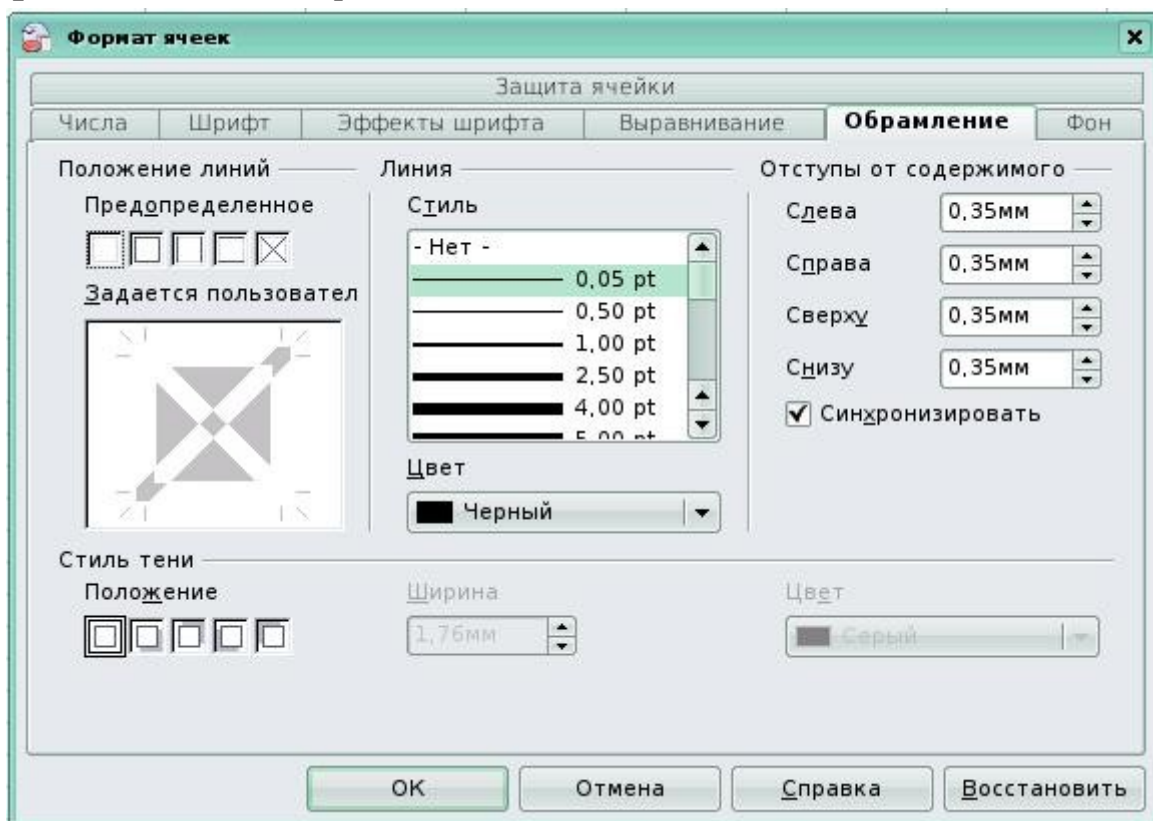 Формат ячеек
Защита ячейки
Числа Шрифт Эффекты шрифта Выравнивание Обрамление Фон
Положение линий
Предопределенное
Задается пользовател
Линия
Стиль
- Нет -
0,05 pt
0,50 pt
1,00 pt
2,50 pt
4,00 pt
5,00 pt
Цвет
Черный
Отступы от содержимого
Слева 0,35мм
Справа 0,35мм
Сверху 0,35мм
Снизу 0,35мм
Синхронизировать
Стиль тени
Положение
Ширина
1,76мм
Цвет
Серый
OK Отмена Справка Восстановить